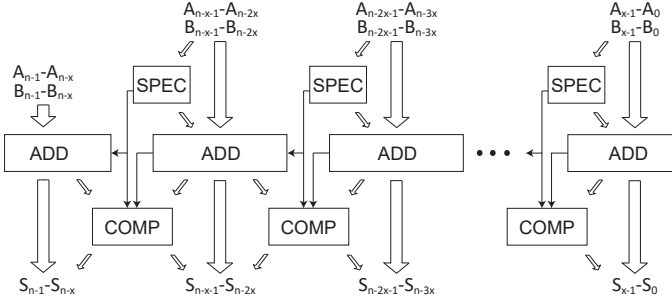 Aₙ₋ₓ₋₁-Aₙ₋₂ₓ Aₙ₋₂ₓ₋₁-Aₙ₋₃ₓ Aₓ₋₁-A₀
Bₙ₋ₓ₋₁-Bₙ₋₂ₓ Bₙ₋₂ₓ₋₁-Bₙ₋₃ₓ Bₓ₋₁-B₀
Aₙ₋₁-Aₙ₋ₓ
Bₙ₋₁-Bₙ₋ₓ
SPEC SPEC SPEC
ADD ADD ADD ••• ADD
COMP COMP COMP
Sₙ₋₁-Sₙ₋ₓ Sₙ₋ₓ₋₁-Sₙ₋₂ₓ Sₙ₋₂ₓ₋₁-Sₙ₋₃ₓ Sₓ₋₁-S₀